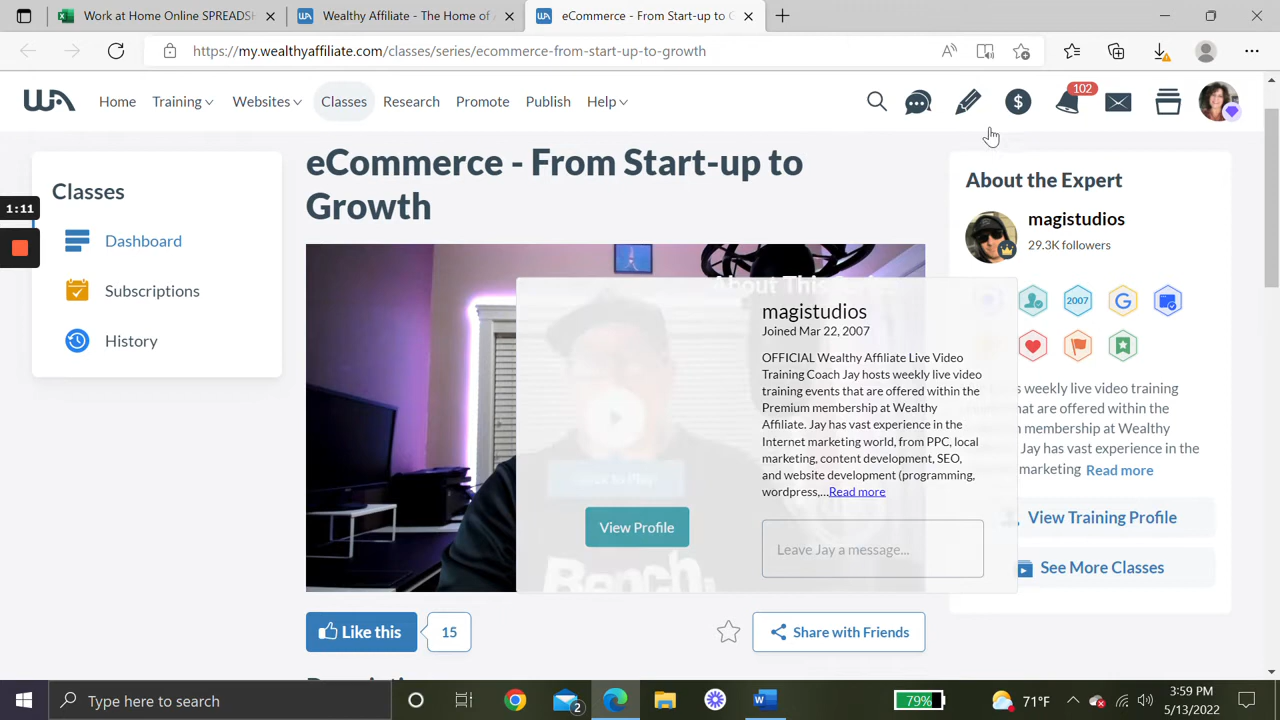 Work at Home Online SPREADSH
Wealthy Affiliate - The Home of
eCommerce - From Start-up to G
https://my.wealthyaffiliate.com/classes/series/ecommerce-from-start-up-to-growth
WA
Home
Training
Websites
Classes
Research
Promote
Publish
Help
102
Classes
Dashboard
Subscriptions
History
1:11
eCommerce - From Start-up to
Growth
About This
magistudios
Joined Mar 22, 2007
OFFICIAL Wealthy Affiliate Live Video
Training Coach Jay hosts weekly live video
training events that are offered within the
Premium membership at Wealthy
Affiliate. Jay has vast experience in the
Internet marketing world, from PPC, local
marketing, content development, SEO,
and website development (programming,
wordpress,...Read more
View Profile
Leave Jay a message...
Bench.
Like this
15
Share with Friends
About the Expert
magistudios
29.3K followers
2007
G
s weekly live video training
hat are offered within the
membership at Wealthy
Jay has vast experience in the
marketing Read more
View Training Profile
See More Classes
Type here to search
2
79%
71°F
3:59 PM
5/13/2022